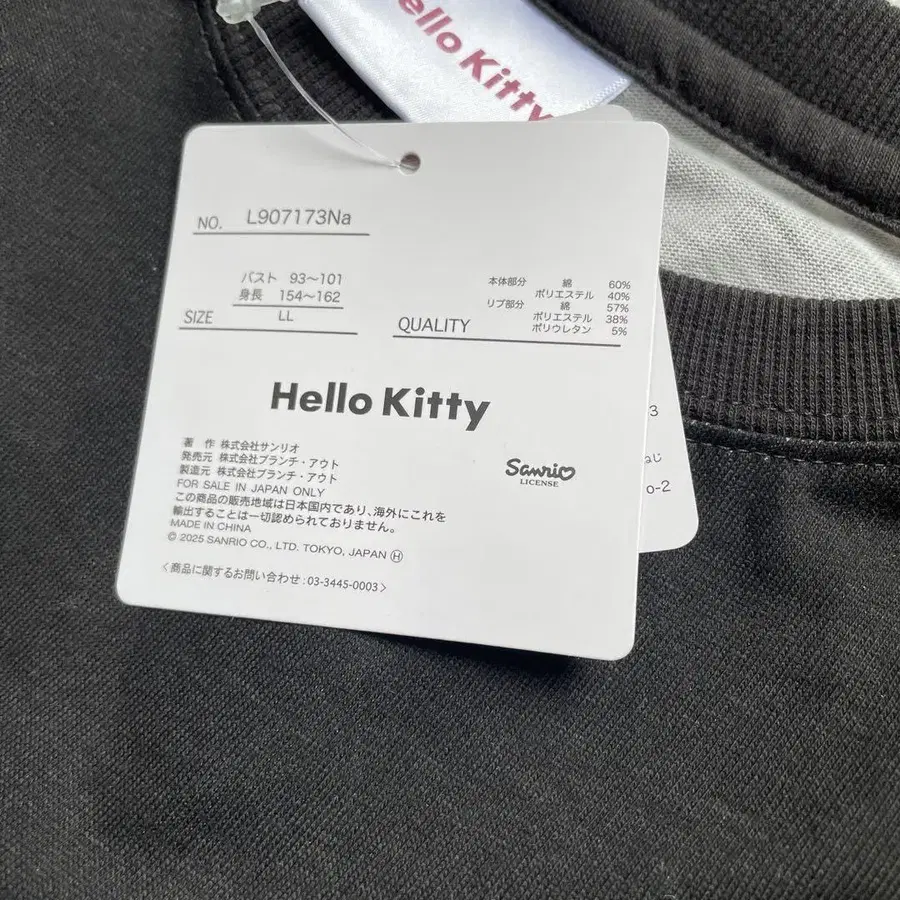 Hello Kitty
NO. L907173Na
バスト 93～101
身長 154～162
SIZE LL
本体部分 綿 60%
ポリエステル 40%
リブ部分 綿 57%
ポリエステル 38%
ポリウレタン 5%
QUALITY
Hello Kitty
著 作 株式会社サンリオ
発売元 株式会社ブランチ・アウト
製造元 株式会社ブランチ・アウト
FOR SALE IN JAPAN ONLY
この商品の販売地域は日本国内であり、海外にこれを
輸出することは一切認められておりません。
MADE IN CHINA
© 2025 SANRIO CO., LTD. TOKYO, JAPAN Ⓗ
＜商品に関するお問い合わせ：03-3445-0003＞
Sanrio
LICENSE
3
じ
o-2